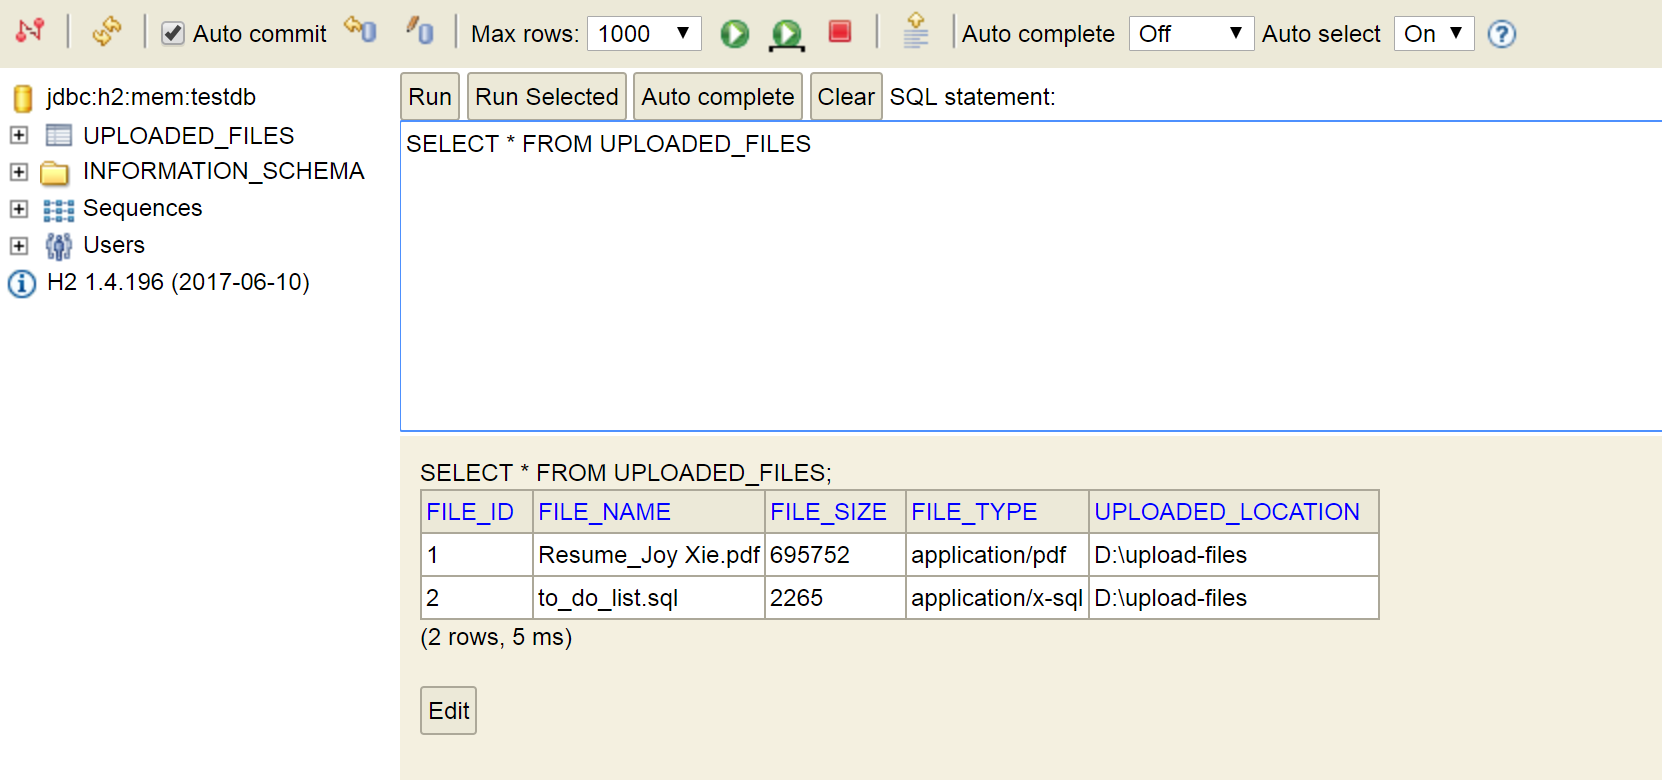 Auto commit Max rows: 1000 Auto complete Off Auto select On ?
jdbc:h2:mem:testdb
UPLOADED_FILES
INFORMATION_SCHEMA
Sequences
Users
H2 1.4.196 (2017-06-10)
Run Run Selected Auto complete Clear SQL statement:
SELECT * FROM UPLOADED_FILES
SELECT * FROM UPLOADED_FILES;
FILE_ID FILE_NAME FILE_SIZE FILE_TYPE UPLOADED_LOCATION
1 Resume_Joy Xie.pdf 695752 application/pdf D:\upload-files
2 to_do_list.sql 2265 application/x-sql D:\upload-files
(2 rows, 5 ms)
Edit